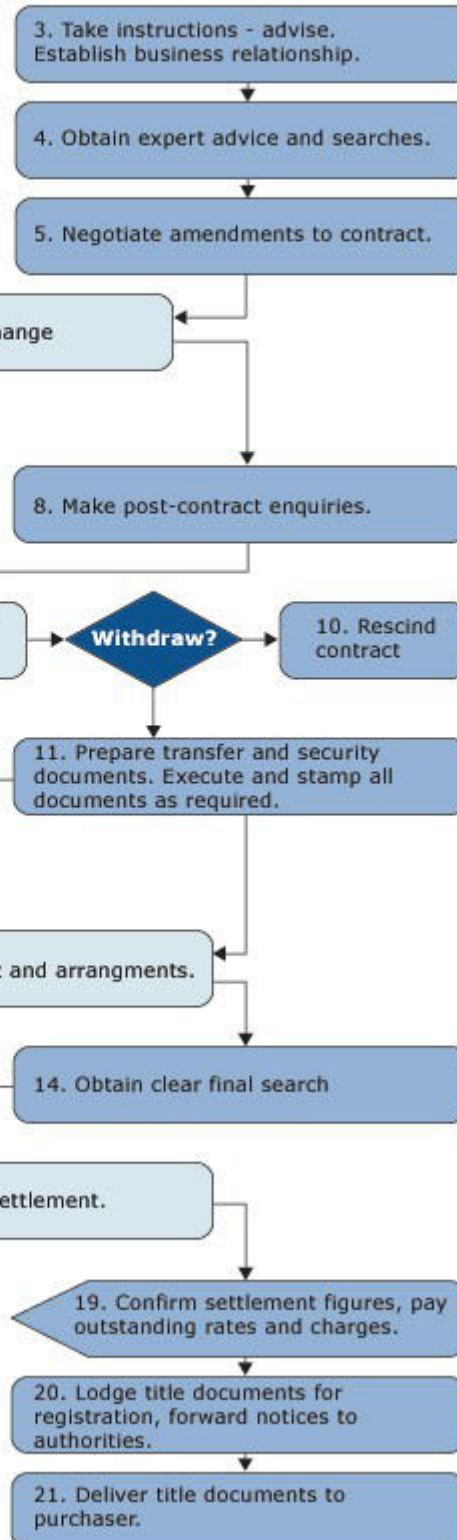 3. Take instructions - advise.
Establish business relationship.
4. Obtain expert advice and searches.
5. Negotiate amendments to contract.
ange
8. Make post-contract enquiries.
Withdraw?
10. Rescind
contract
11. Prepare transfer and security
documents. Execute and stamp all
documents as required.
and arrangments.
14. Obtain clear final search
ettlement.
19. Confirm settlement figures, pay
outstanding rates and charges.
20. Lodge title documents for
registration, forward notices to
authorities.
21. Deliver title documents to
purchaser.